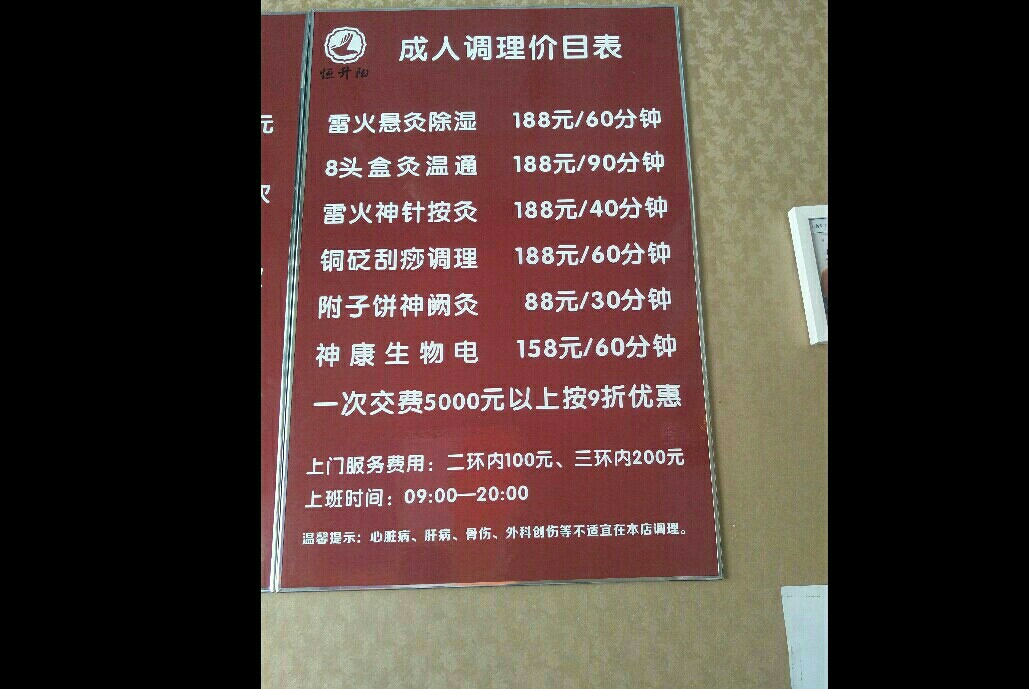 恒升阳
成人调理价目表
雷火悬灸除湿 188元/60分钟
8头盒灸温通 188元/90分钟
雷火神针按灸 188元/40分钟
铜砭刮痧调理 188元/60分钟
附子饼神阙灸 88元/30分钟
神康生物电 158元/60分钟
一次交费5000元以上按9折优惠
上门服务费用：二环内100元、三环内200元
上班时间：09:00—20:00
温馨提示：心脏病、肝病、骨伤、外科创伤等不适宜在本店调理。
元